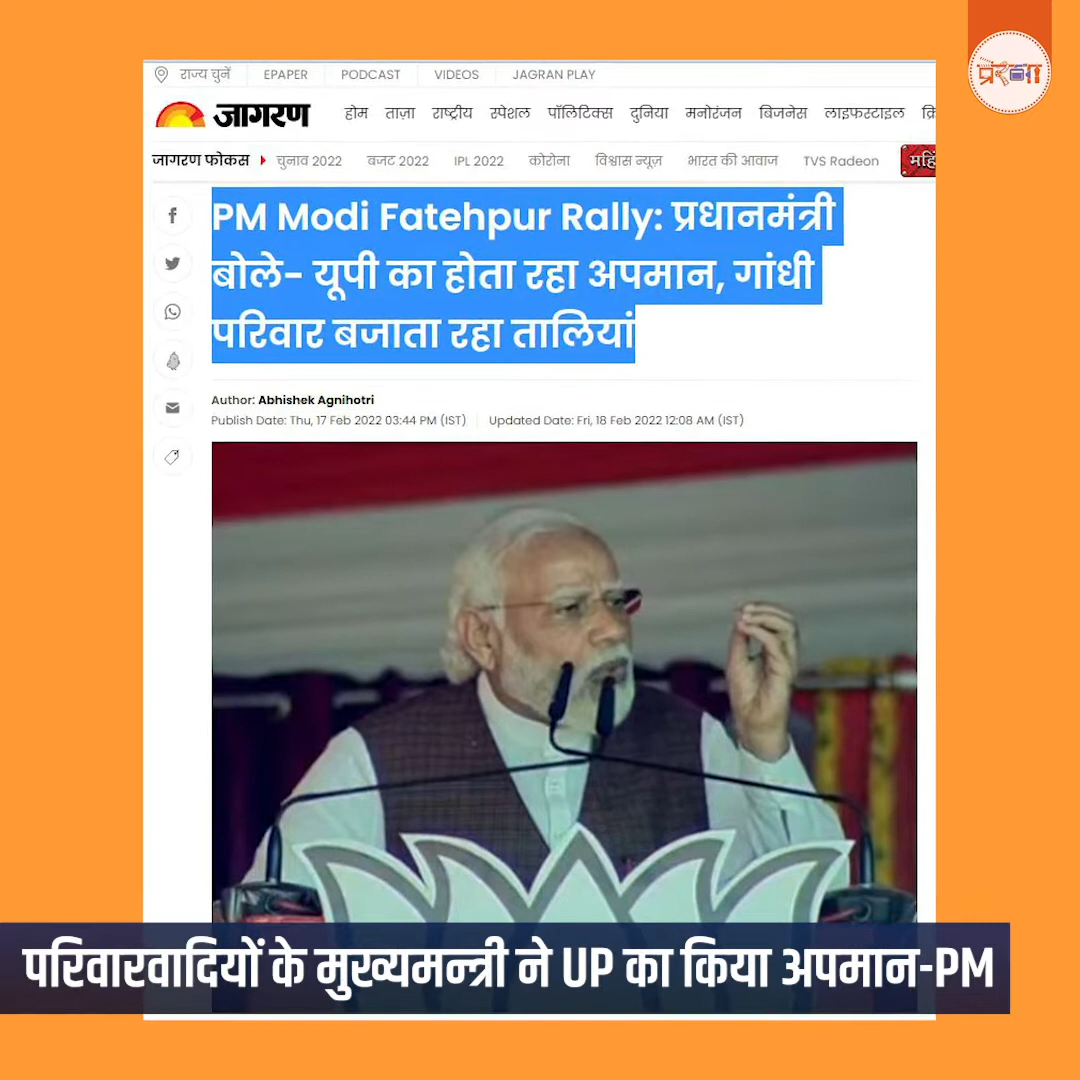 प्रेरणा
राज्य चुनें EPAPER PODCAST VIDEOS JAGRAN PLAY
जागरण होम ताज़ा राष्ट्रीय स्पेशल पॉलिटिक्स दुनिया मनोरंजन बिजनेस लाइफस्टाइल क्रि
जागरण फोकस चुनाव 2022 बजट 2022 IPL 2022 कोरोना विश्वास न्यूज़ भारत की आवाज TVS Radeon महिं
PM Modi Fatehpur Rally: प्रधानमंत्री
बोले- यूपी का होता रहा अपमान, गांधी
परिवार बजाता रहा तालियां
Author: Abhishek Agnihotri
Publish Date: Thu, 17 Feb 2022 03:44 PM (IST) Updated Date: Fri, 18 Feb 2022 12:08 AM (IST)
परिवारवादियों के मुख्यमन्त्री ने UP का किया अपमान-PM